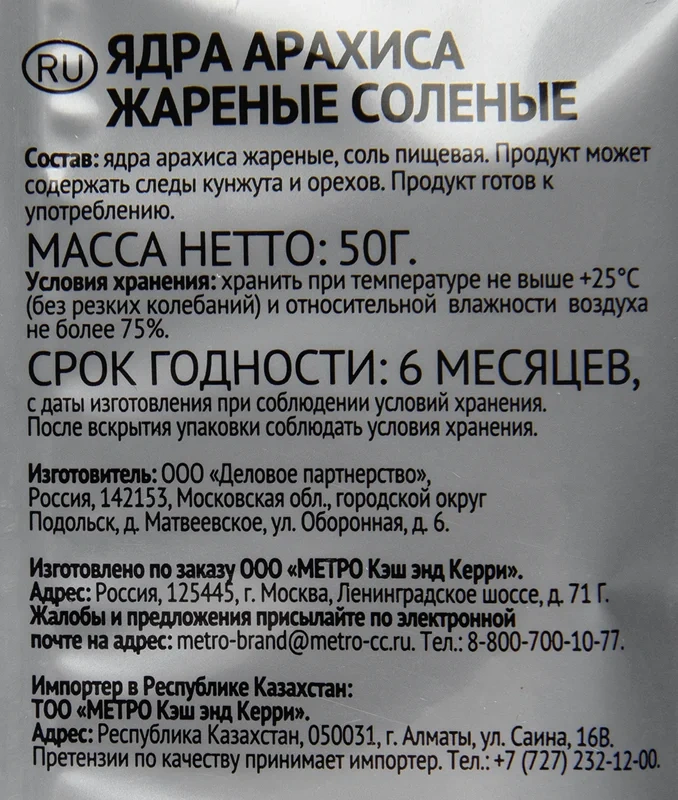 RU ЯДРА АРАХИСА
ЖАРЕНЫЕ СОЛЕНЫЕ
Состав: ядра арахиса жареные, соль пищевая. Продукт может
содержать следы кунжута и орехов. Продукт готов к
употреблению.
МАССА НЕТТО: 50Г.
Условия хранения: хранить при температуре не выше +25°С
(без резких колебаний) и относительной влажности воздуха
не более 75%.
СРОК ГОДНОСТИ: 6 МЕСЯЦЕВ,
с даты изготовления при соблюдении условий хранения.
После вскрытия упаковки соблюдать условия хранения.
Изготовитель: ООО «Деловое партнерство»,
Россия, 142153, Московская обл., городской округ
Подольск, д. Матвеевское, ул. Оборонная, д. 6.
Изготовлено по заказу ООО «МЕТРО Кэш энд Керри».
Адрес: Россия, 125445, г. Москва, Ленинградское шоссе, д. 71 Г.
Жалобы и предложения присылайте по электронной
почте на адрес: metro-brand@metro-cc.ru. Тел.: 8-800-700-10-77.
Импортер в Республике Казахстан:
ТОО «МЕТРО Кэш энд Керри».
Адрес: Республика Казахстан, 050031, г. Алматы, ул. Саина, 16В.
Претензии по качеству принимает импортер. Тел.: +7 (727) 232-12-00.